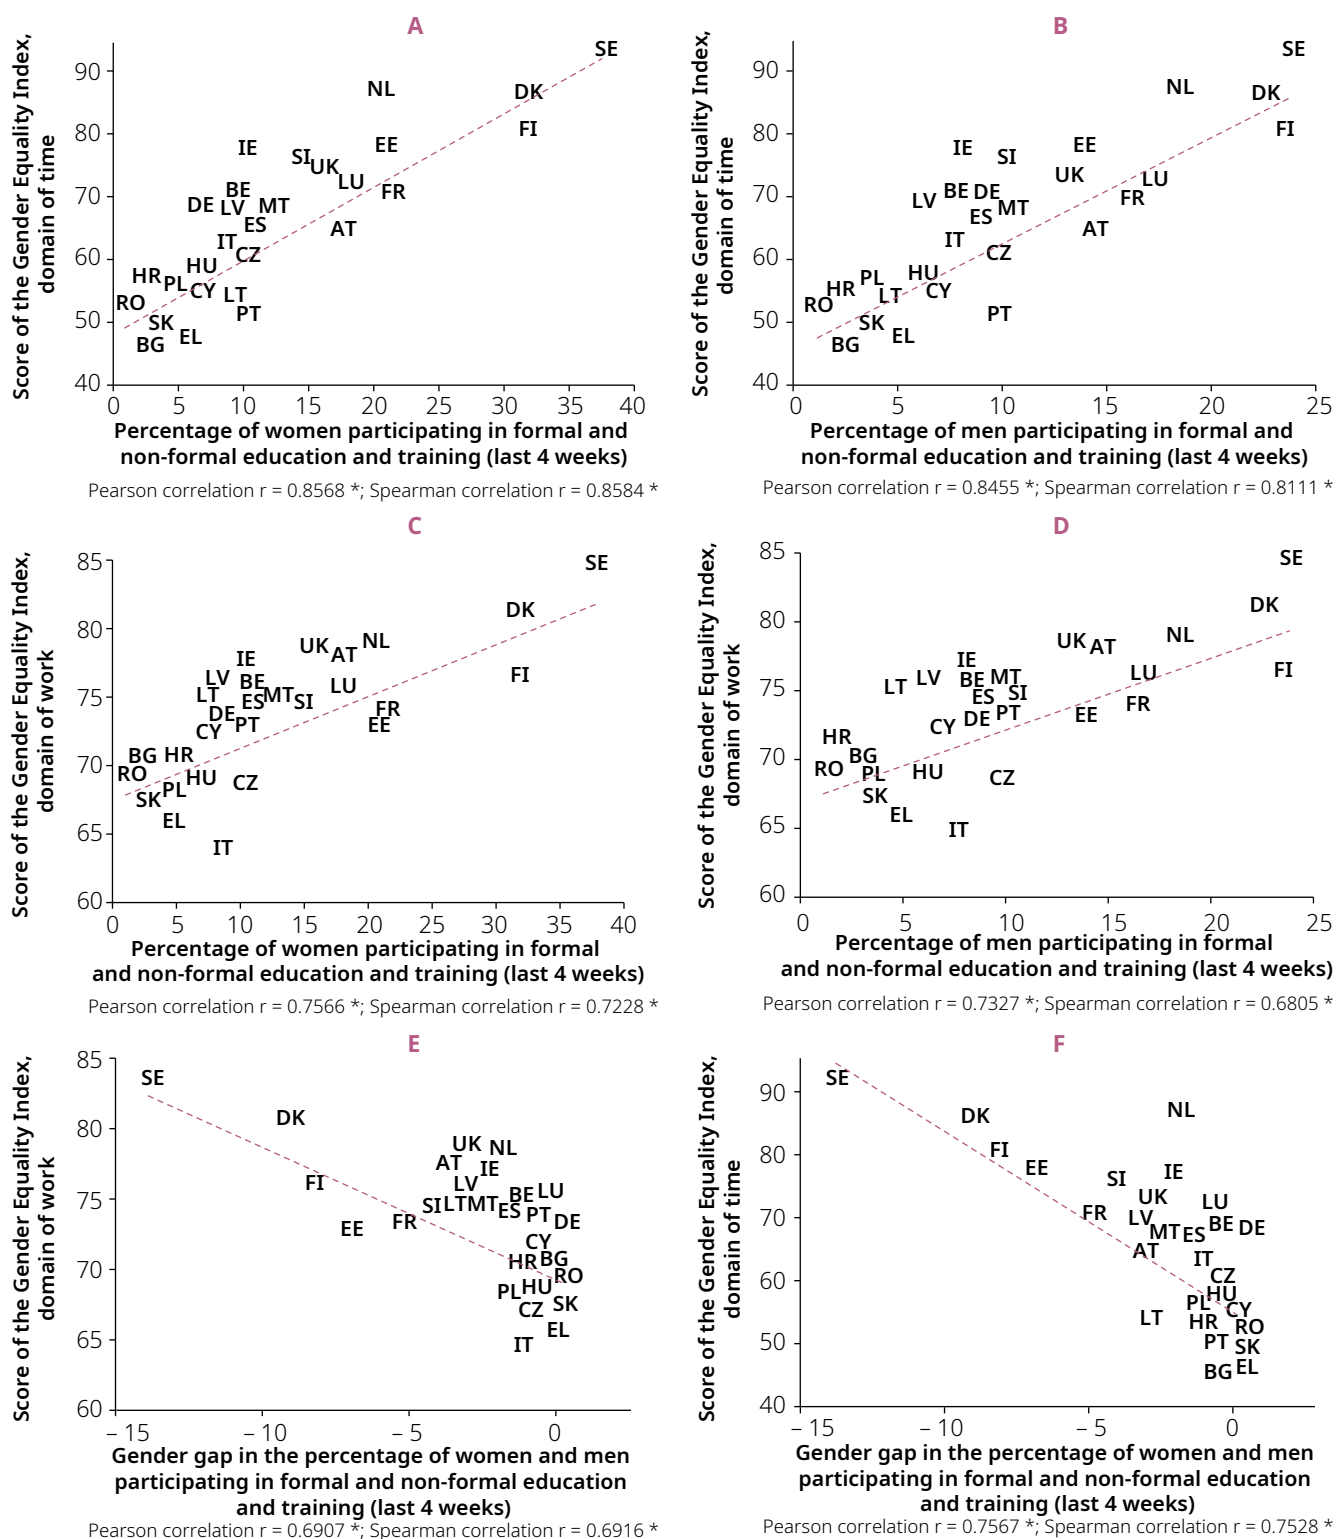 A
Score of the Gender Equality Index,
domain of time
90
80
70
60
50
40
SE
NL
DK
FI
IE
EE
SI
UK
LU
FR
BE
DE
LV
MT
ES
AT
IT
CZ
HU
HR
PL
CY
LT
RO
PT
SK
EL
BG
0 5 10 15 20 25 30 35 40
Percentage of women participating in formal and
non-formal education and training (last 4 weeks)
Pearson correlation r = 0.8568 *; Spearman correlation r = 0.8584 *
B
Score of the Gender Equality Index,
domain of time
90
80
70
60
50
40
SE
NL
DK
FI
IE
EE
SI
UK
LU
BE
DE
LV
FR
MT
ES
AT
IT
CZ
HU
PL
HR
CY
LT
RO
PT
SK
EL
BG
0 5 10 15 20 25
Percentage of men participating in formal and
non-formal education and training (last 4 weeks)
Pearson correlation r = 0.8455 *; Spearman correlation r = 0.8111 *
C
Score of the Gender Equality Index,
domain of work
85
80
75
70
65
60
SE
DK
UK
NL
AT
IE
FI
LV
BE
LU
LT
MT
ES
SI
FR
DE
PT
EE
CY
BG
HR
RO
HU
CZ
PL
SK
EL
IT
0 5 10 15 20 25 30 35 40
Percentage of women participating in formal
and non-formal education and training (last 4 weeks)
Pearson correlation r = 0.7566 *; Spearman correlation r = 0.7228 *
D
Score of the Gender Equality Index,
domain of work
85
80
75
70
65
60
SE
DK
NL
UK
AT
IE
FI
LU
LV
BE
MT
LT
SI
ES
FR
DE
PT
EE
CY
HR
BG
RO
HU
PL
CZ
SK
EL
IT
0 5 10 15 20 25
Percentage of men participating in formal
and non-formal education and training (last 4 weeks)
Pearson correlation r = 0.7327 *; Spearman correlation r = 0.6805 *
E
Score of the Gender Equality Index,
domain of work
85
80
75
70
65
60
SE
DK
UK
NL
AT
IE
FI
LV
BE
LU
SI
LT
MT
ES
PT
DE
FR
EE
CY
HR
BG
RO
PL
HU
CZ
SK
EL
IT
– 15 – 10 – 5 0
Gender gap in the percentage of women and men
participating in formal and non-formal education
and training (last 4 weeks)
Pearson correlation r = 0.6907 *; Spearman correlation r = 0.6916 *
F
Score of the Gender Equality Index,
domain of time
90
80
70
60
50
40
SE
NL
DK
FI
EE
IE
SI
UK
LU
FR
LV
BE
DE
MT
ES
AT
IT
CZ
HU
PL
CY
LT
HR
RO
PT
SK
BG
EL
– 15 – 10 – 5 0
Gender gap in the percentage of women and men
participating in formal and non-formal education
and training (last 4 weeks)
Pearson correlation r = 0.7567 *; Spearman correlation r = 0.7528 *